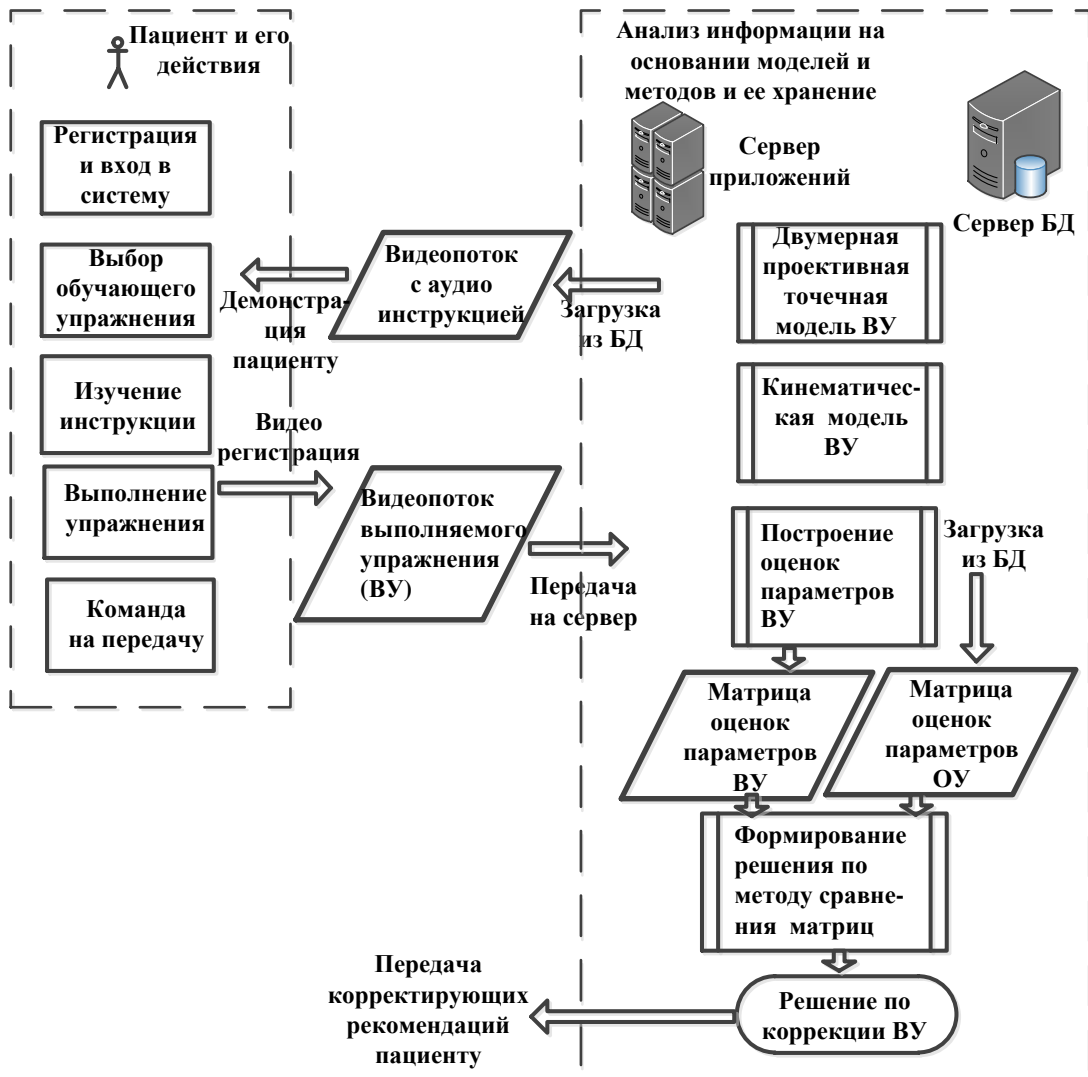 Пациент и его
действия
Регистрация
и вход в
систему
Выбор
обучающего
упражнения
Изучение
инструкции
Выполнение
упражнения
Команда
на передачу
Видеопоток
с аудио
инструкцией
Демонстра-
ция
пациенту
Загрузка
из БД
Видео
регистрация
Видеопоток
выполняемого
упражнения
(ВУ)
Передача
на сервер
Анализ информации на
основании моделей и
методов и ее хранение
Сервер
приложений
Сервер БД
Двумерная
проективная
точечная
модель ВУ
Кинематичес-
кая модель
ВУ
Построение
оценок
параметров
ВУ
Загрузка
из БД
Матрица
оценок
параметров
ВУ
Матрица
оценок
параметров
ОУ
Формирование
решения по
методу сравне-
ния матриц
Решение по
коррекции ВУ
Передача
корректирующих
рекомендаций
пациенту